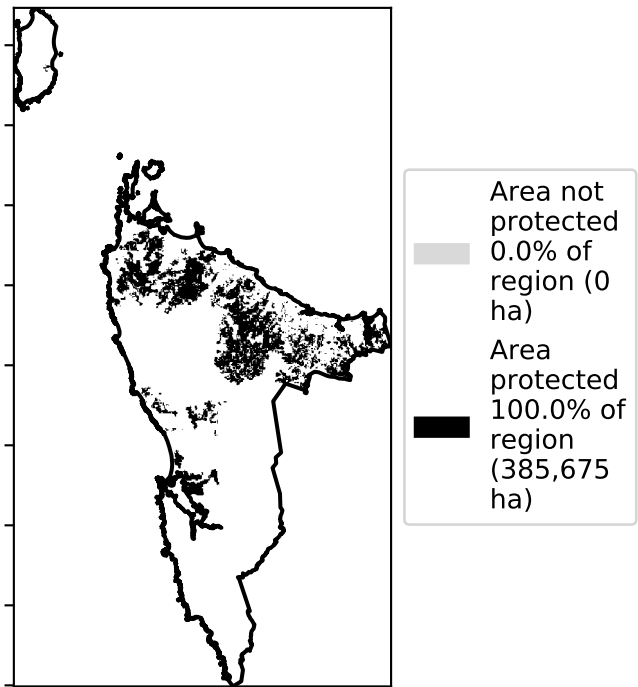 Area not
protected
0.0% of
region (0
ha)
Area
protected
100.0% of
region
(385,675
ha)